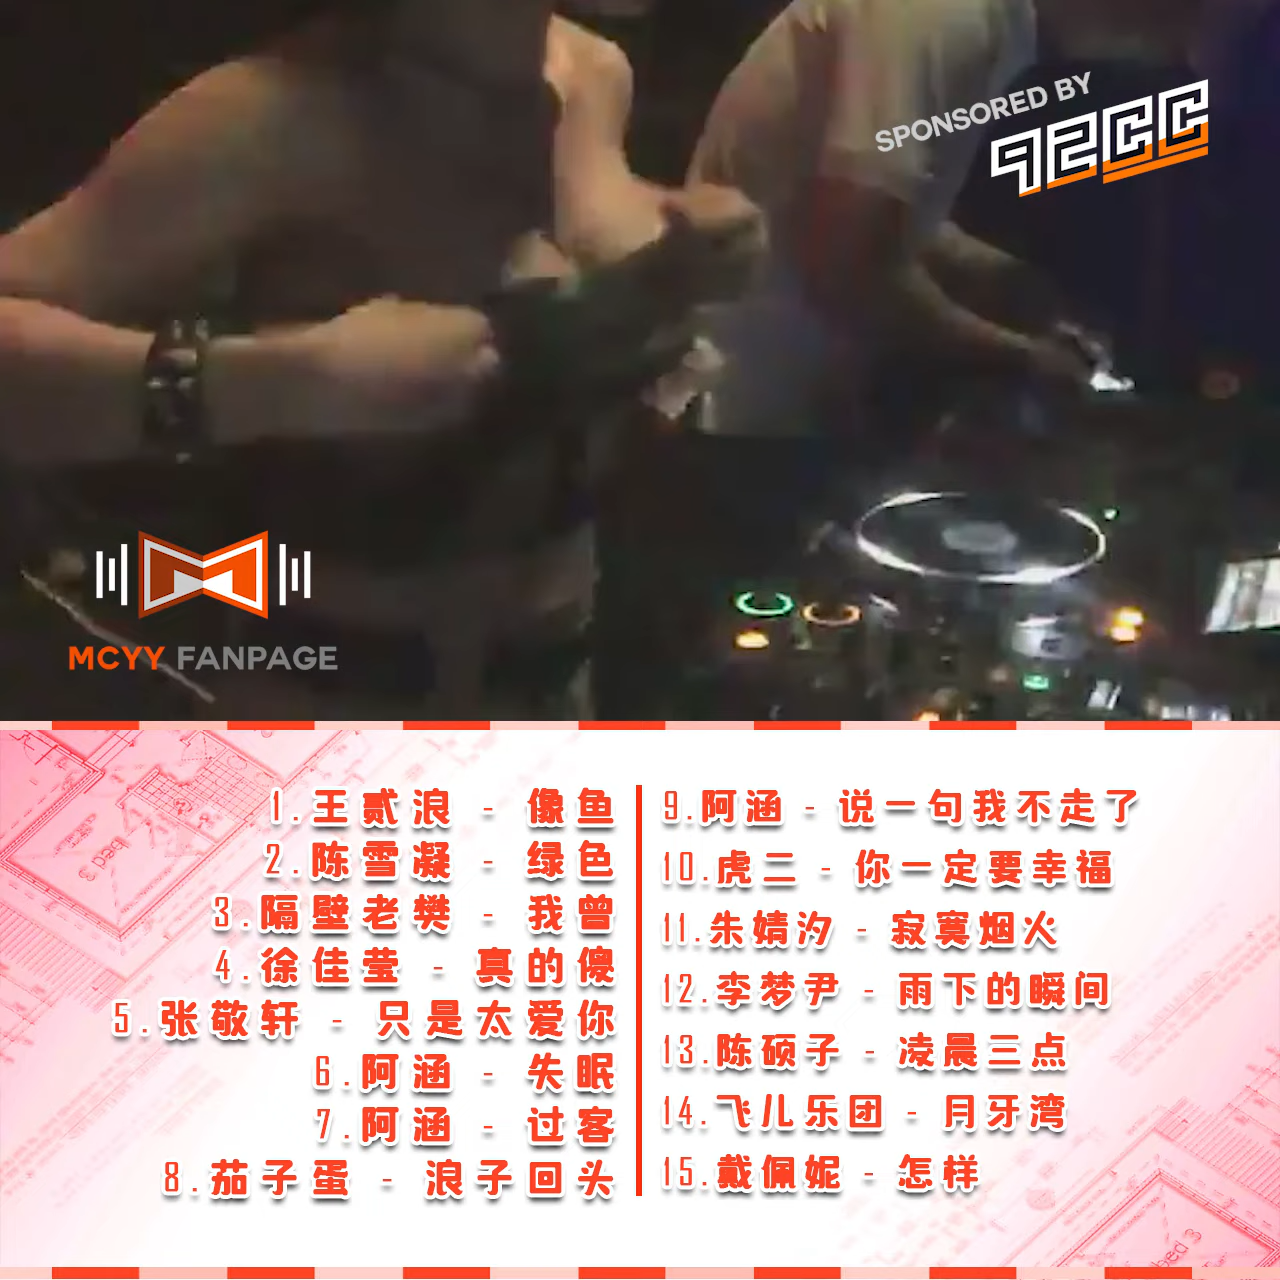 SPONSORED BY
92CC
MCYY FANPAGE
1.王贰浪 - 像鱼
2.陈雪凝 - 绿色
3.隔壁老樊 - 我曾
4.徐佳莹 - 真的傻
5.张敬轩 - 只是太爱你
6.阿涵 - 失眠
7.阿涵 - 过客
8.茄子蛋 - 浪子回头
9.阿涵 - 说一句我不走了
10.虎二 - 你一定要幸福
11.朱婧汐 - 寂寞烟火
12.李梦尹 - 雨下的瞬间
13.陈硕子 - 凌晨三点
14.飞儿乐团 - 月牙湾
15.戴佩妮 - 怎样